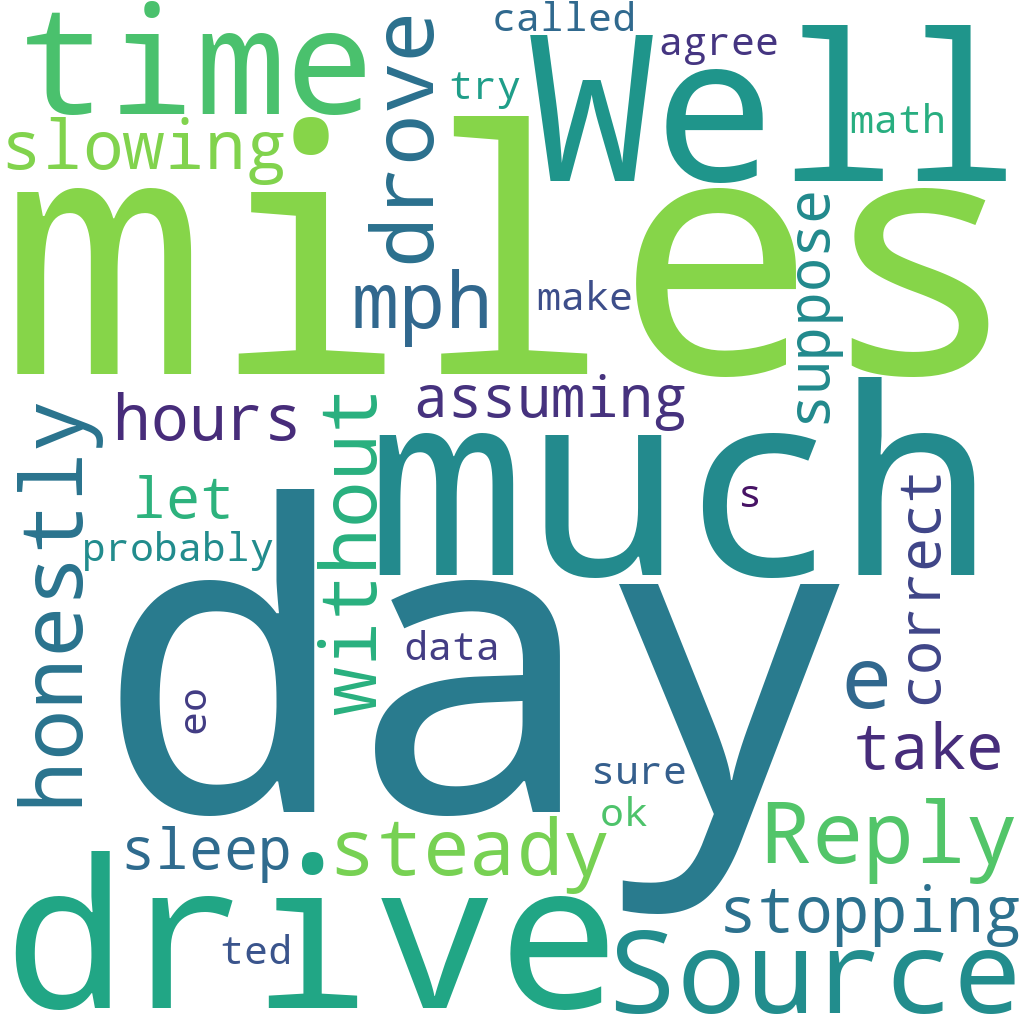 called
time
Well
agree
drove
try
math
slowing
miles
suppose
mph
make
assuming
hours
without
much
honestly
correct
let
s
probably
day
data
e
eo
take
sure
ok
Reply
sleep
steady
drive
stopping
ted
Source